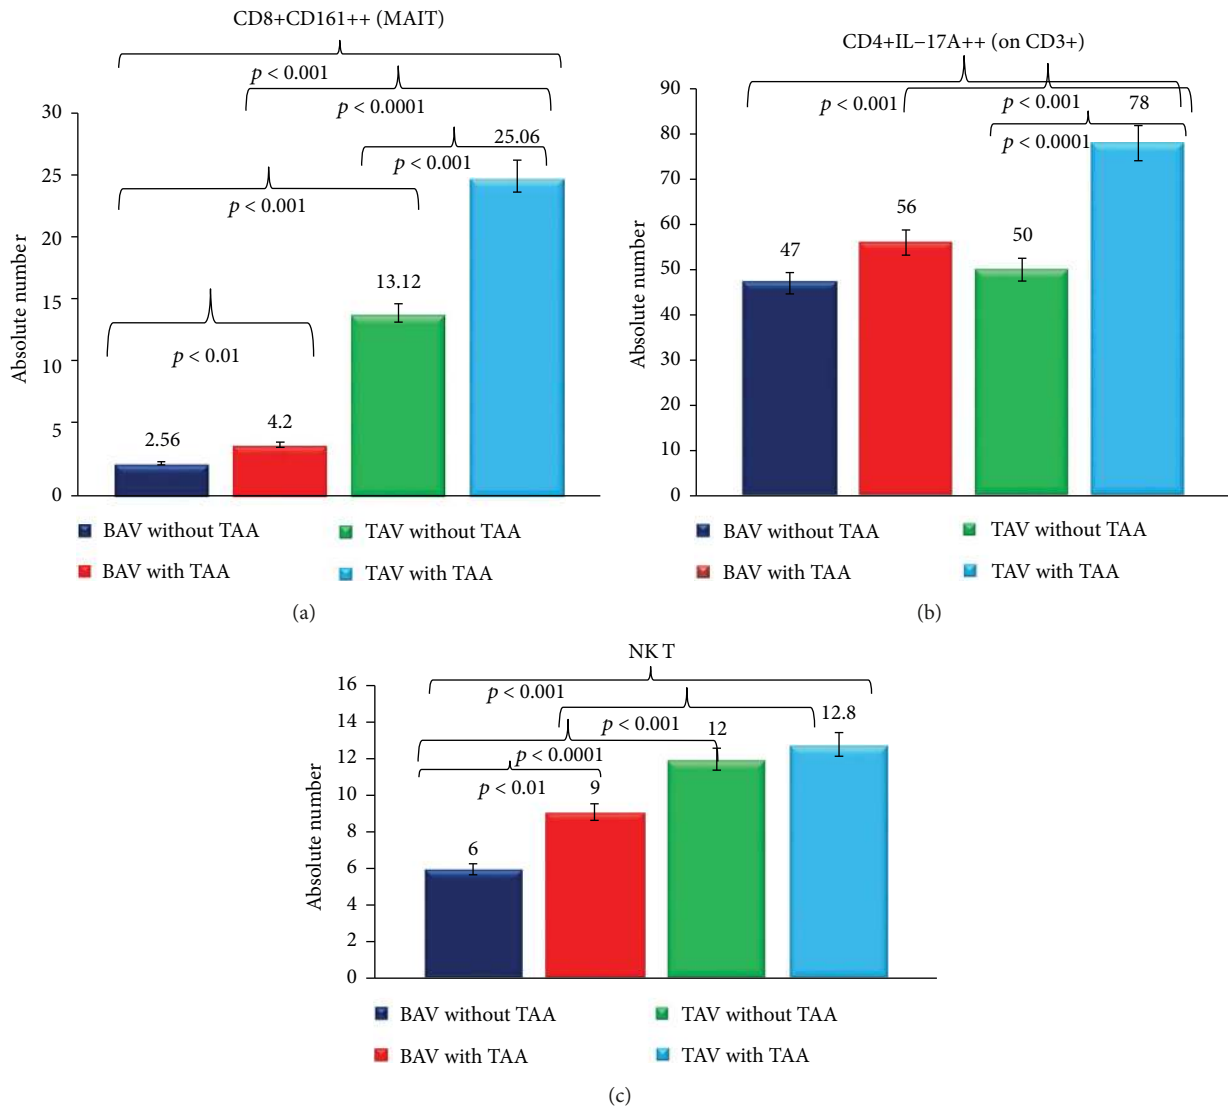 CD8+CD161++ (MAIT)
p < 0.001
p < 0.0001
p < 0.001
p < 0.001
p < 0.01
Absolute number
30
25
20
15
10
5
0
2.56
4.2
13.12
25.06
BAV without TAA
TAV without TAA
BAV with TAA
TAV with TAA
(a)
CD4+IL−17A++ (on CD3+)
p < 0.001
p < 0.001
p < 0.0001
Absolute number
90
80
70
60
50
40
30
20
10
0
47
56
50
78
BAV without TAA
TAV without TAA
BAV with TAA
TAV with TAA
(b)
NK T
p < 0.001
p < 0.001
p < 0.0001
p < 0.01
Absolute number
16
14
12
10
8
6
4
2
0
6
9
12
12.8
BAV without TAA
TAV without TAA
BAV with TAA
TAV with TAA
(c)